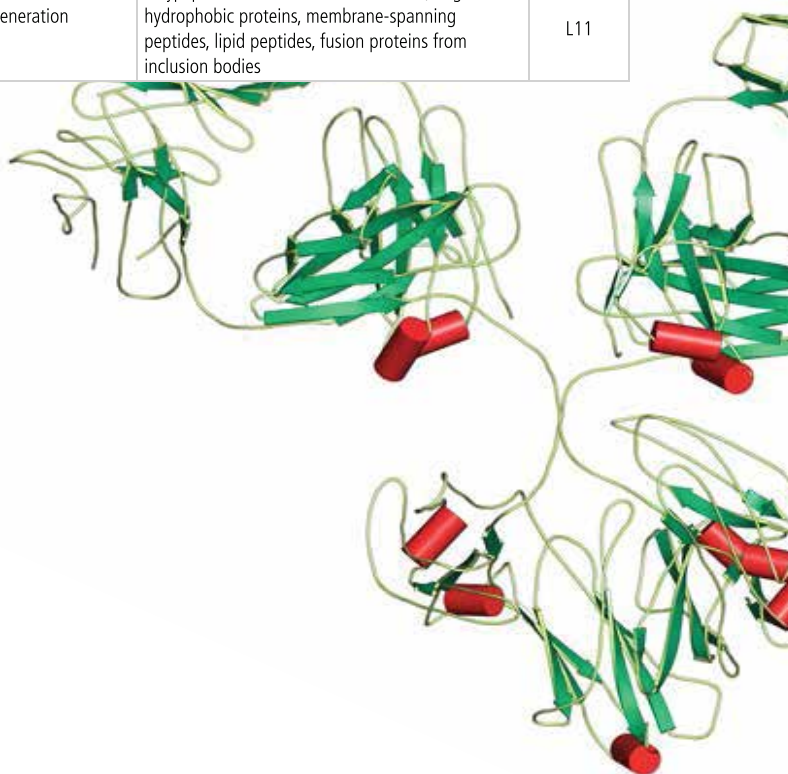 eneration
hydrophobic proteins, membrane-spanning
peptides, lipid peptides, fusion proteins from
inclusion bodies
L11